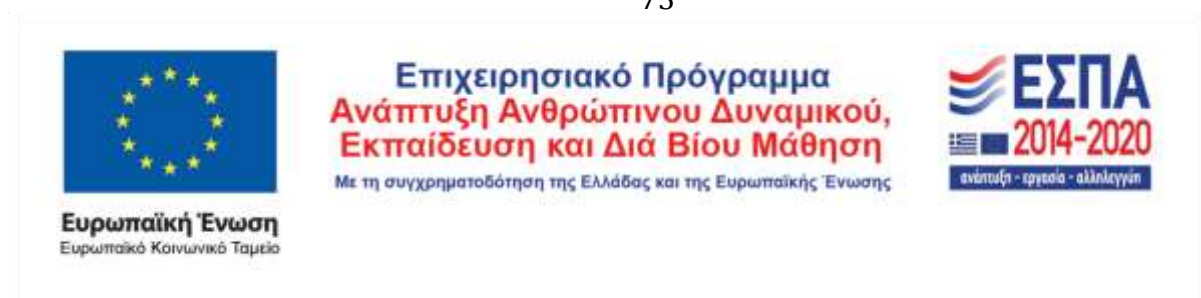 Επιχειρησιακό Πρόγραμμα
Ανάπτυξη Ανθρώπινου Δυναμικού,
Εκπαίδευση και Διά Βίου Μάθηση
Με τη συγχρηματοδότηση της Ελλάδας και της Ευρωπαϊκής Ένωσης
Ευρωπαϊκή Ένωση
Ευρωπαϊκό Κοινωνικό Ταμείο
ΕΣΠΑ
2014-2020
ανάπτυξη - εργασία - αλληλεγγύη